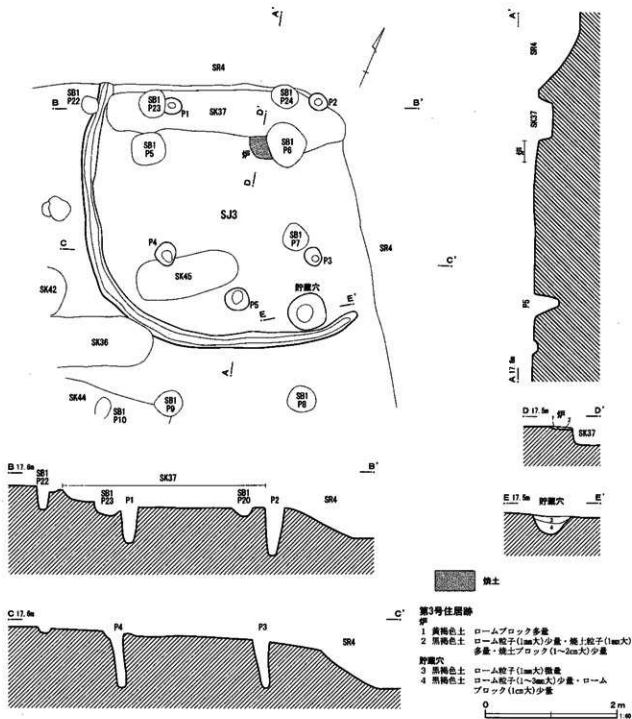 A'
SR4
SB1
P22
B
SB1
P23
P1
SK37
D'
SB1
P24
P2
B'
SB1
P5
炉
SB1
P6
D
SJ3
C
P4
SB1
P7
P3
SR4
C'
SK45
SK42
P5
貯蔵穴
E
E'
SK36
A
SK44
SB1
P10
SB1
P9
SB1
P8
A'
SR4
SK37
炉
P5
A 17.6m
D 17.5m 炉 D'
1 2
SK37
E 17.5m 貯蔵穴 E'
3
4
B 17.6m
SB1
P22
SK37
SB1
P23
P1
SB1
P20
P2
SR4
B'
C 17.6m
P4
P3
SR4
C'
焼土
第3号住居跡
炉
1 黄褐色土 ロームブロック多量
2 黒褐色土 ローム粒子(1mm大)少量・焼土粒子(1mm大)
多量・焼土ブロック(1~2cm大)少量
貯蔵穴
3 黒褐色土 ローム粒子(1mm大)微量
4 黒褐色土 ローム粒子(1~3mm大)少量・ローム
ブロック(1cm大)少量
0 2m
1:60